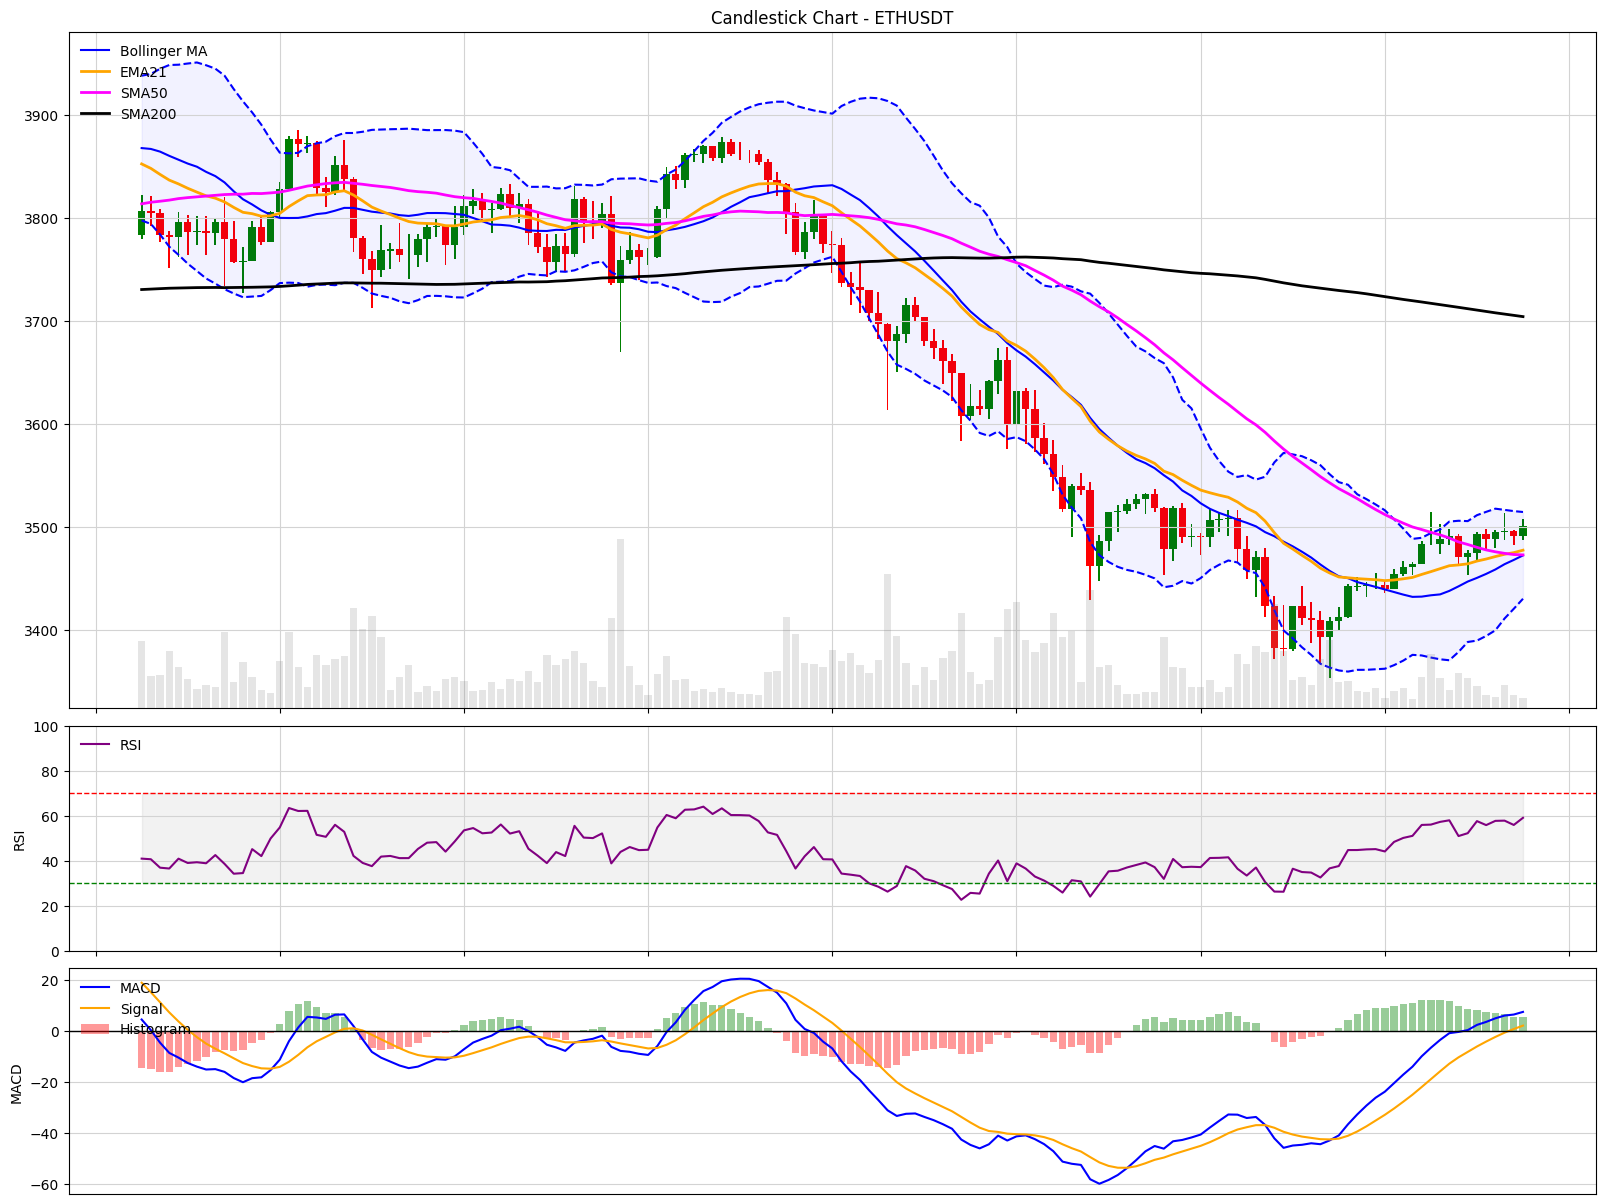 Candlestick Chart - ETHUSDT
Bollinger MA
EMA21
SMA50
SMA200
3900
3800
3700
3600
3500
3400
RSI
100
80
60
40
20
0
RSI
MACD
Signal
Histogram
20
0
−20
−40
−60
MACD